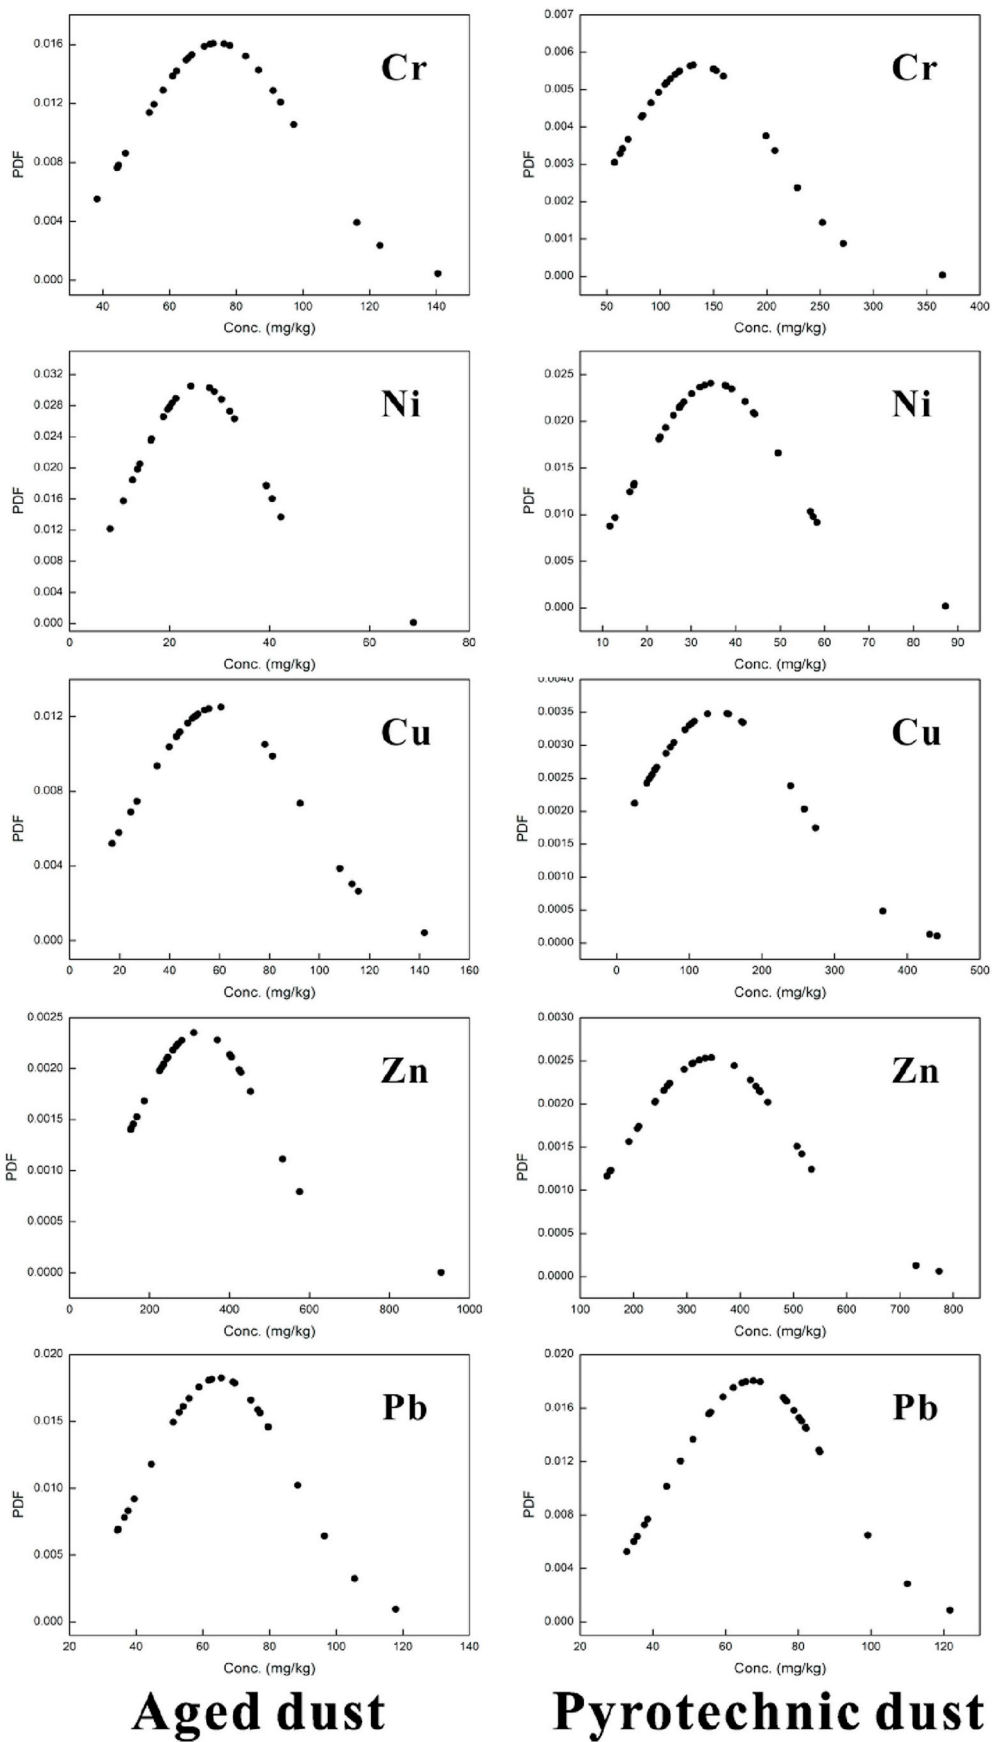 0.016
0.012
0.008
0.004
0.000
PDF
Cr
40 60 80 100 120 140
Conc. (mg/kg)
0.007
0.006
0.005
0.004
0.003
0.002
0.001
0.000
PDF
Cr
50 100 150 200 250 300 350 400
Conc. (mg/kg)
0.032
0.028
0.024
0.020
0.016
0.012
0.008
0.004
0.000
PDF
Ni
0 20 40 60 80
Conc. (mg/kg)
0.025
0.020
0.015
0.010
0.005
0.000
PDF
Ni
10 20 30 40 50 60 70 80 90
Conc. (mg/kg)
0.012
0.008
0.004
0.000
PDF
Cu
0 20 40 60 80 100 120 140 160
Conc. (mg/kg)
0.0040
0.0035
0.0030
0.0025
0.0020
0.0015
0.0010
0.0005
0.0000
PDF
Cu
0 100 200 300 400 500
Conc. (mg/kg)
0.0025
0.0020
0.0015
0.0010
0.0005
0.0000
PDF
Zn
0 200 400 600 800 1000
Conc. (mg/kg)
0.0030
0.0025
0.0020
0.0015
0.0010
0.0005
0.0000
PDF
Zn
100 200 300 400 500 600 700 800
Conc. (mg/kg)
0.020
0.015
0.010
0.005
0.000
PDF
Pb
20 40 60 80 100 120 140
Conc. (mg/kg)
0.020
0.016
0.012
0.008
0.004
0.000
PDF
Pb
20 40 60 80 100 120
Conc. (mg/kg)
Aged dust
Pyrotechnic dust